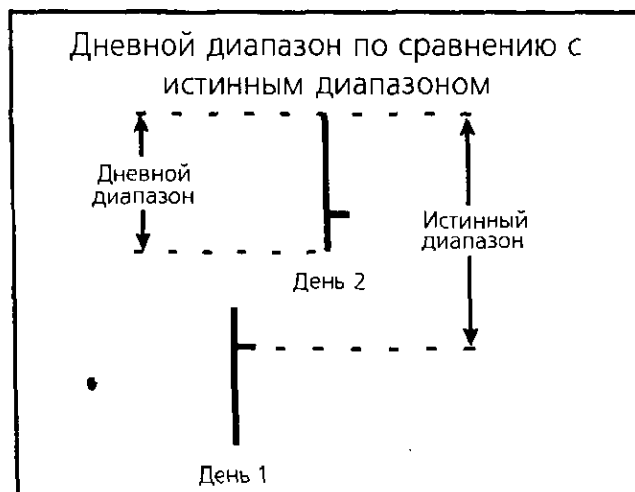 Дневной диапазон по сравнению с
истинным диапазоном
Дневной
диапазон
Истинный
диапазон
День 2
День 1